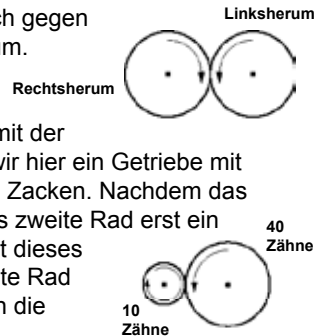 ch gegen
um.
Linksherum
Rechtsherum
mit der
wir hier ein Getriebe mit
Zacken. Nachdem das
s zweite Rad erst ein
t dieses
te Rad
n die
40
Zähne
10
Zähne